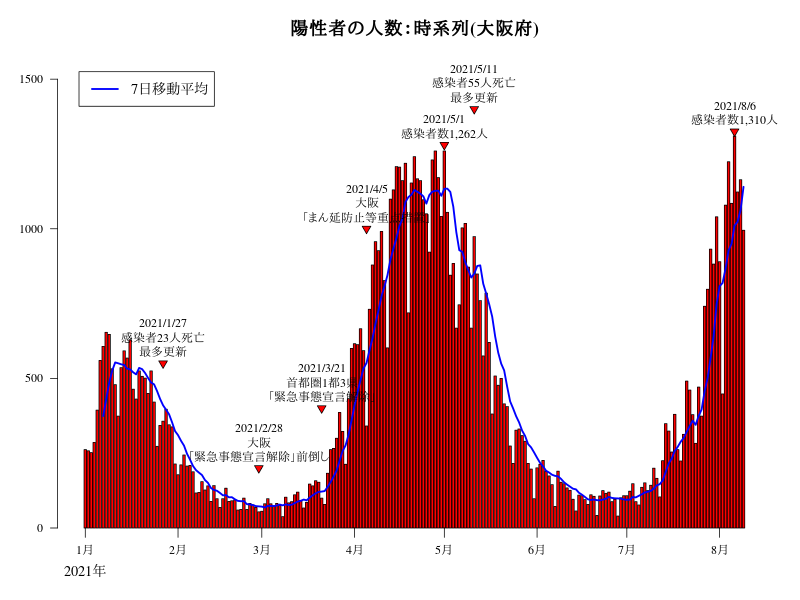 陽性者の人数：時系列(大阪府)
7日移動平均
1500
1000
500
0
2021/1/27
感染者23人死亡
最多更新
2021/2/28
大阪
「緊急事態宣言解除」前倒し
2021/3/21
首都圏1都3県
「緊急事態宣言解除
2021/4/5
大阪
「まん延防止等重点措置」
2021/5/1
感染者数1,262人
2021/5/11
感染者55人死亡
最多更新
2021/8/6
感染者数1,310人
1月
2月
3月
4月
5月
6月
7月
8月
2021年